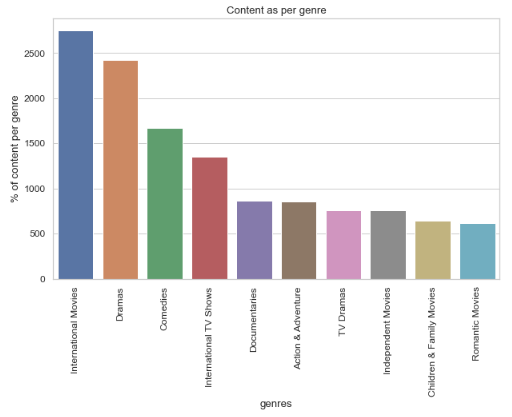 Content as per genre
% of content per genre
2500
2000
1500
1000
500
0
International Movies
Dramas
Comedies
International TV Shows
Documentaries
Action & Adventure
TV Dramas
Independent Movies
Children & Family Movies
Romantic Movies
genres